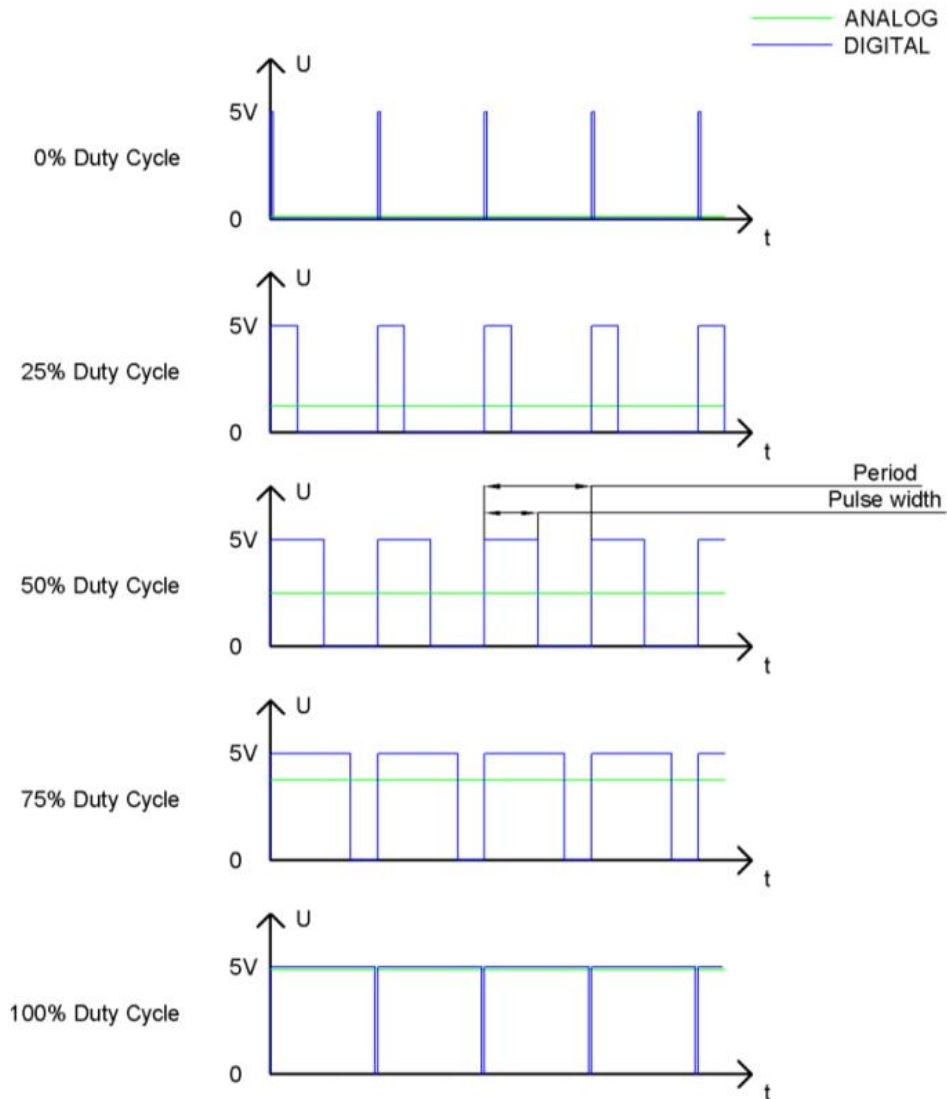 ANALOG
DIGITAL
U
5V
0% Duty Cycle
0
t
U
5V
25% Duty Cycle
0
t
Period
U
Pulse width
5V
50% Duty Cycle
0
t
U
5V
75% Duty Cycle
0
t
U
5V
100% Duty Cycle
0
t